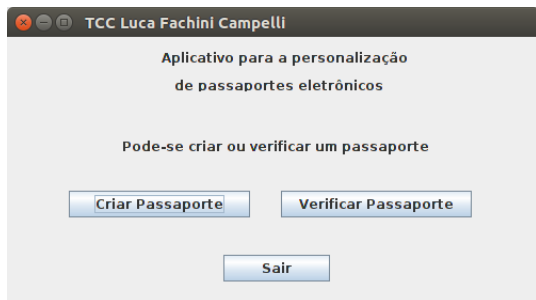 TCC Luca Fachini Campelli
Aplicativo para a personalização
de passaportes eletrônicos
Pode-se criar ou verificar um passaporte
Criar Passaporte Verificar Passaporte
Sair